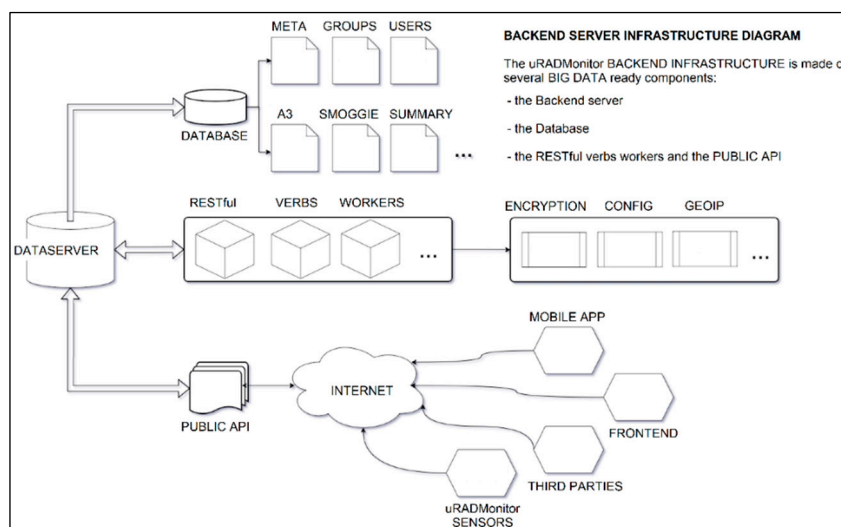 META GROUPS USERS
BACKEND SERVER INFRASTRUCTURE DIAGRAM
The uRADMonitor BACKEND INFRASTRUCTURE is made
several BIG DATA ready components:
- the Backend server
- the Database
- the RESTful verbs workers and the PUBLIC API
DATABASE
A3 SMOGGIE SUMMARY
...
RESTful VERBS WORKERS
...
ENCRYPTION CONFIG GEOIP
...
DATASERVER
MOBILE APP
INTERNET
PUBLIC API
FRONTEND
THIRD PARTIES
uRADMonitor
SENSORS